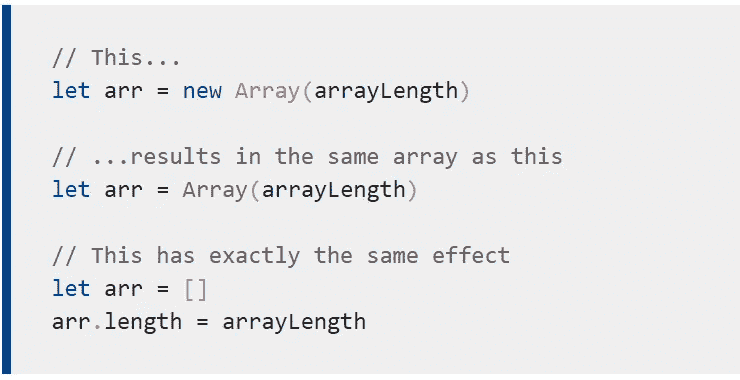 // This...
let arr = new Array(arrayLength)
// ...results in the same array as this
let arr = Array(arrayLength)
// This has exactly the same effect
let arr = []
arr.length = arrayLength